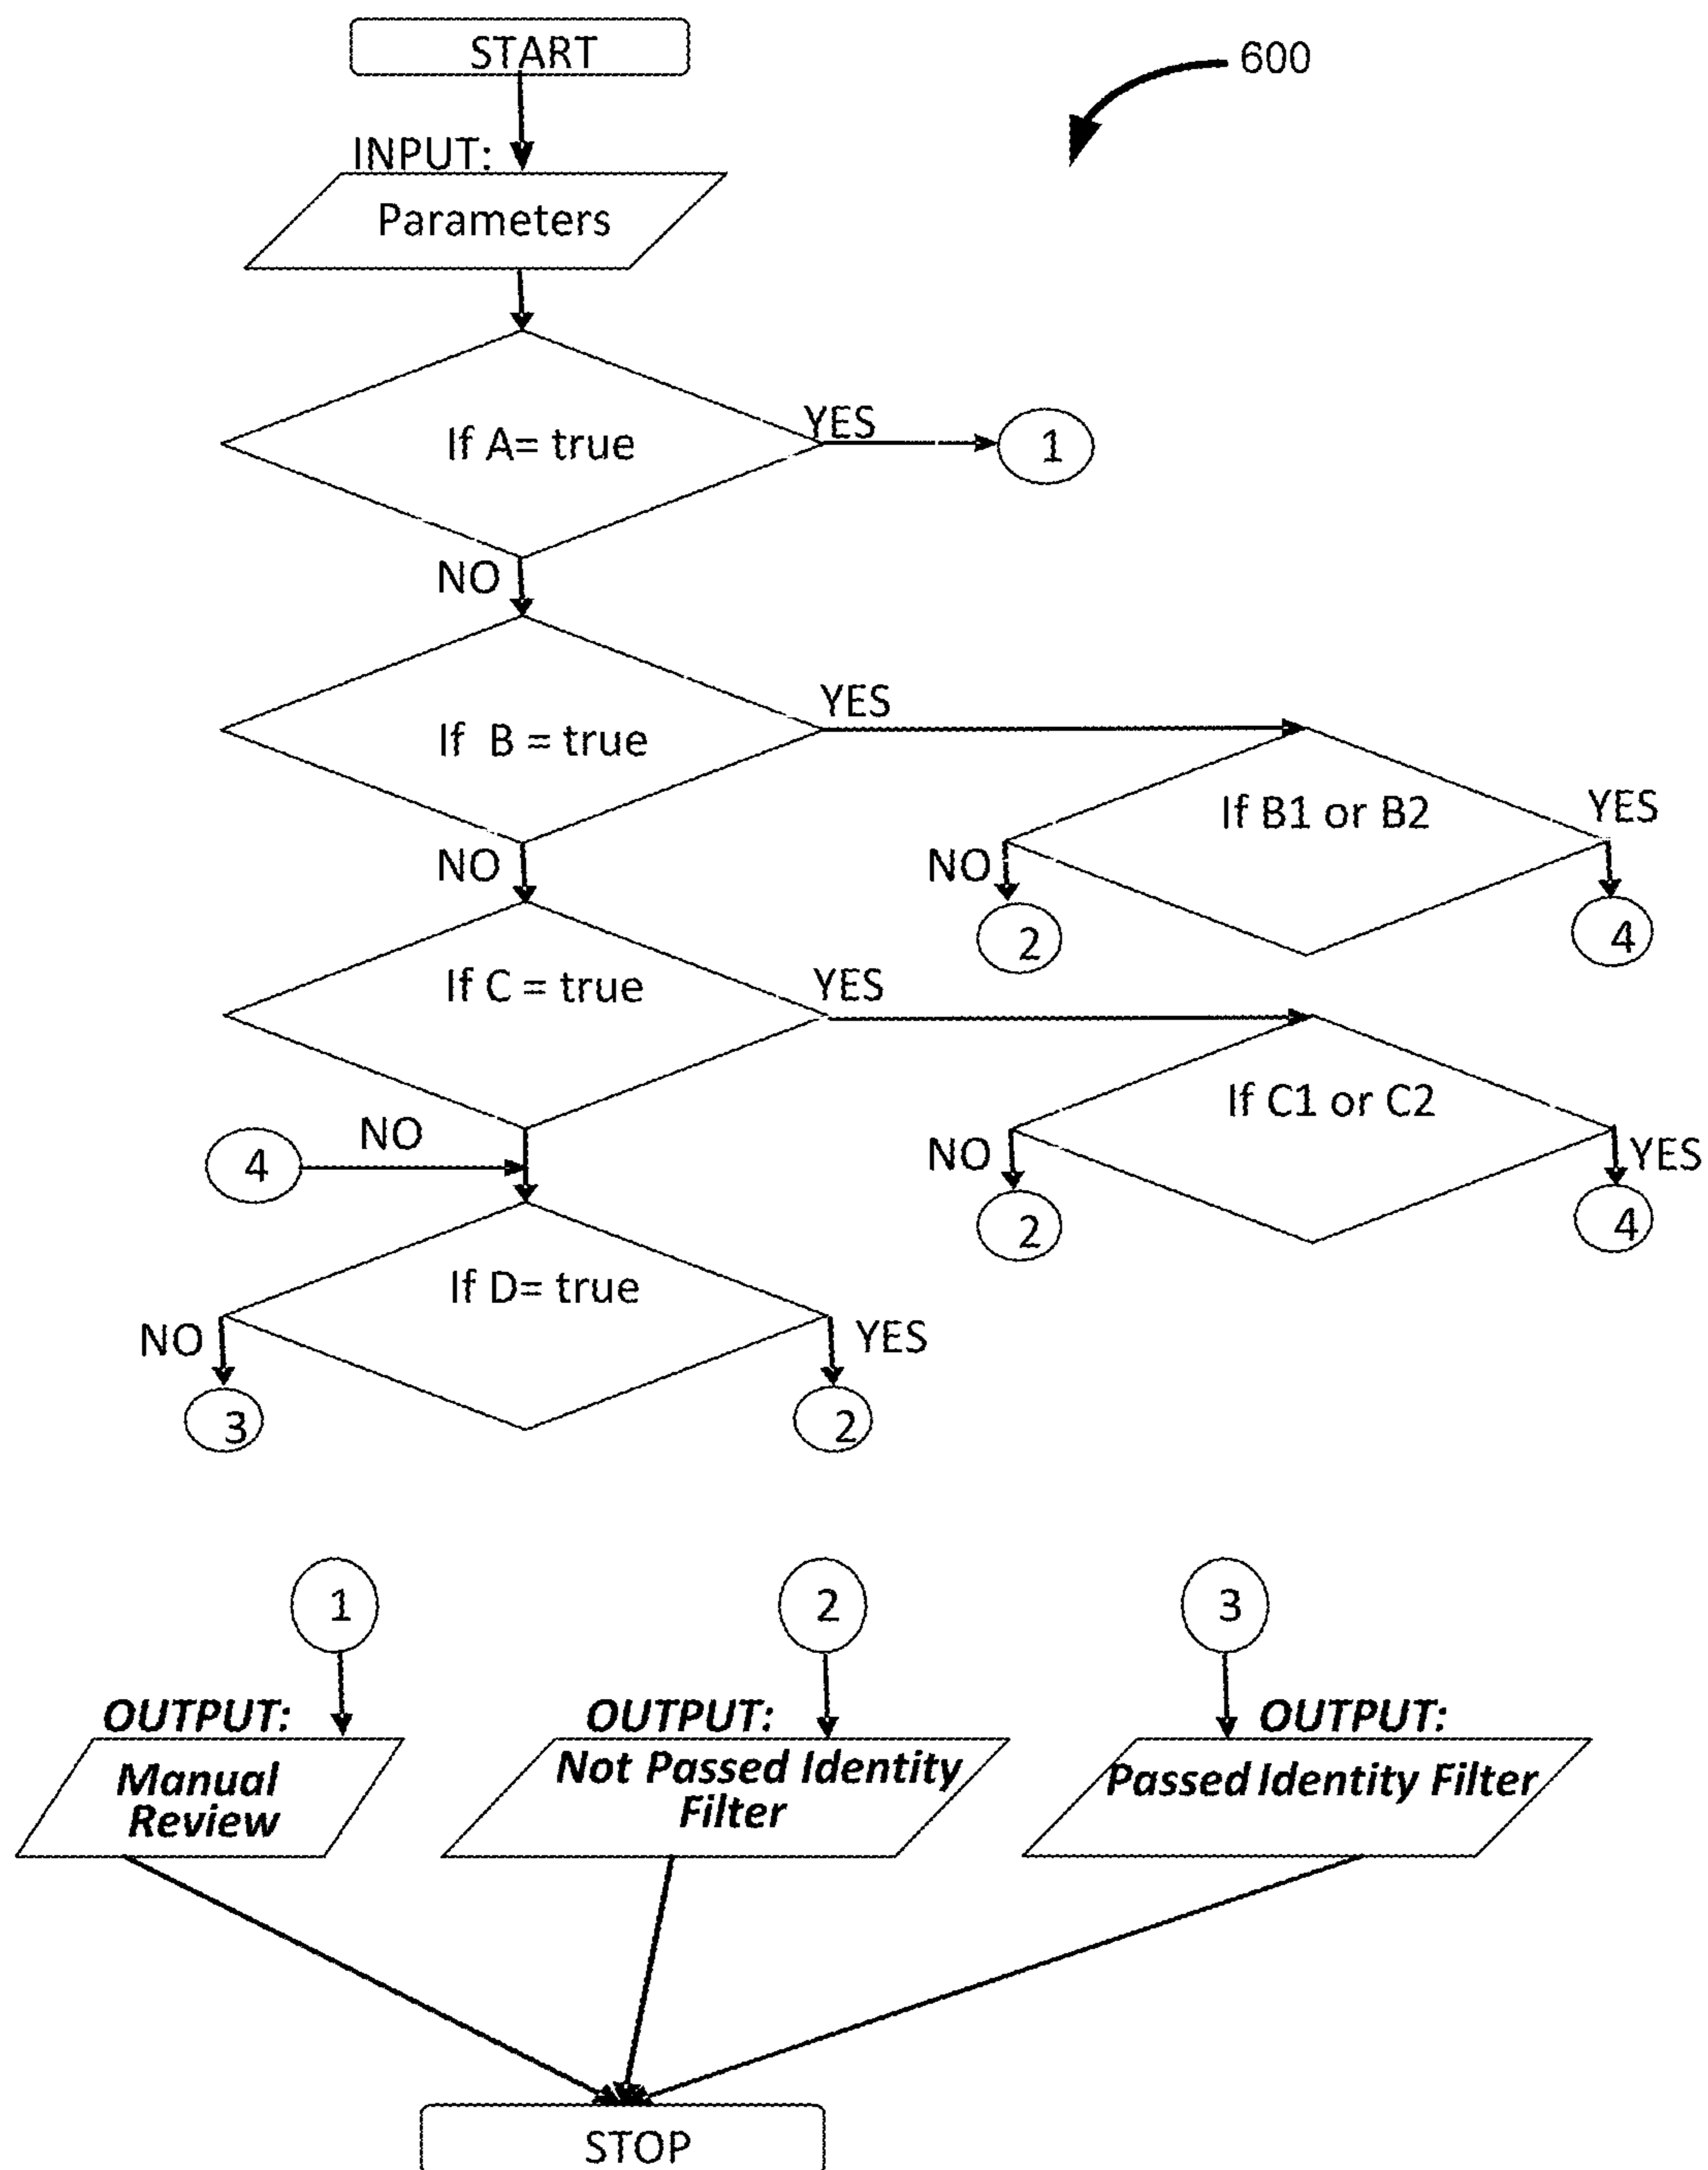 START
600
INPUT:
Parameters
If A= true
YES
1
NO
If B = true
YES
If B1 or B2
YES
NO
NO
2
4
If C = true
YES
If C1 or C2
NO
4
NO
YES
2
4
If D= true
NO
YES
3
2
1
2
3
OUTPUT:
Manual
Review
OUTPUT:
Not Passed Identity
Filter
OUTPUT:
Passed Identity Filter
STOP